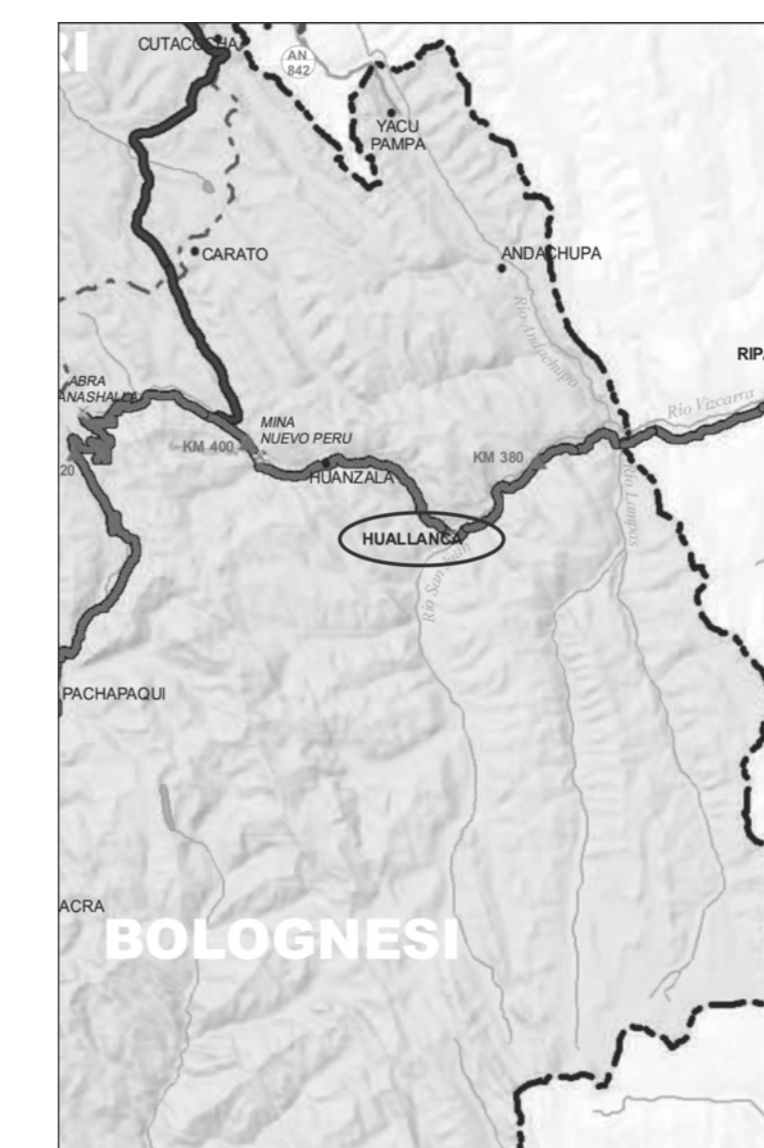 RI
CUTACOCHA
AN
842
YACU
PAMPA
CARATO
ANDACHUPA
Río Andachupa
RIP
ABRA
ANASHALLA
Río Vizcarra
MINA
NUEVO PERU
KM 400
KM 380
20
HUANZALA
Río Lampas
HUALLANCA
Río San Juan
PACHAPAQUI
ACRA
BOLOGNESI